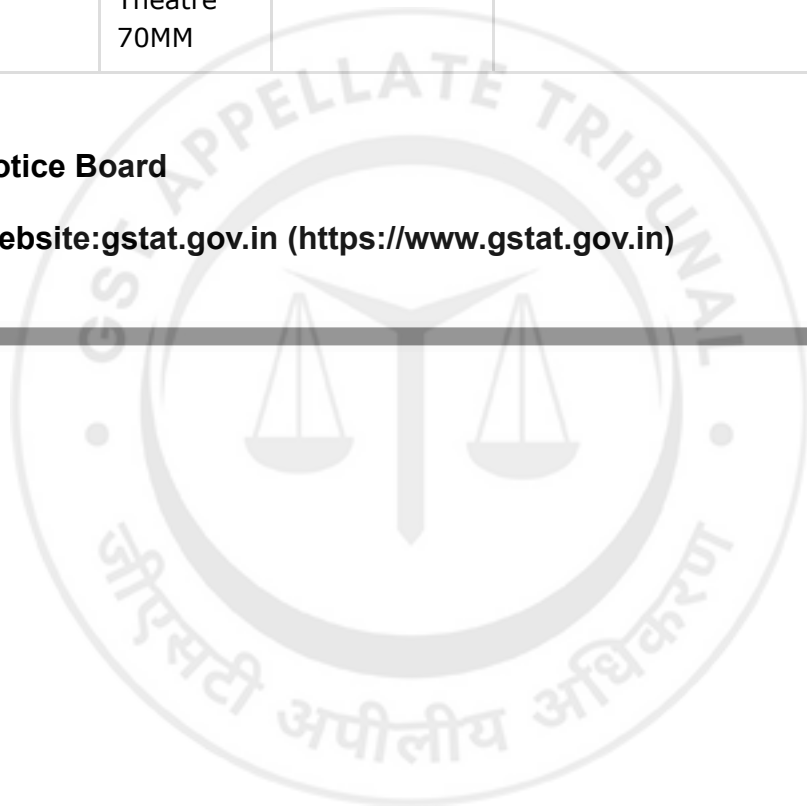 Theatre
70MM
otice Board
ebsite:gstat.gov.in (https://www.gstat.gov.in)
GST APPELLATE TRIBUNAL
जीएसटी अपीलीय अधिकरण